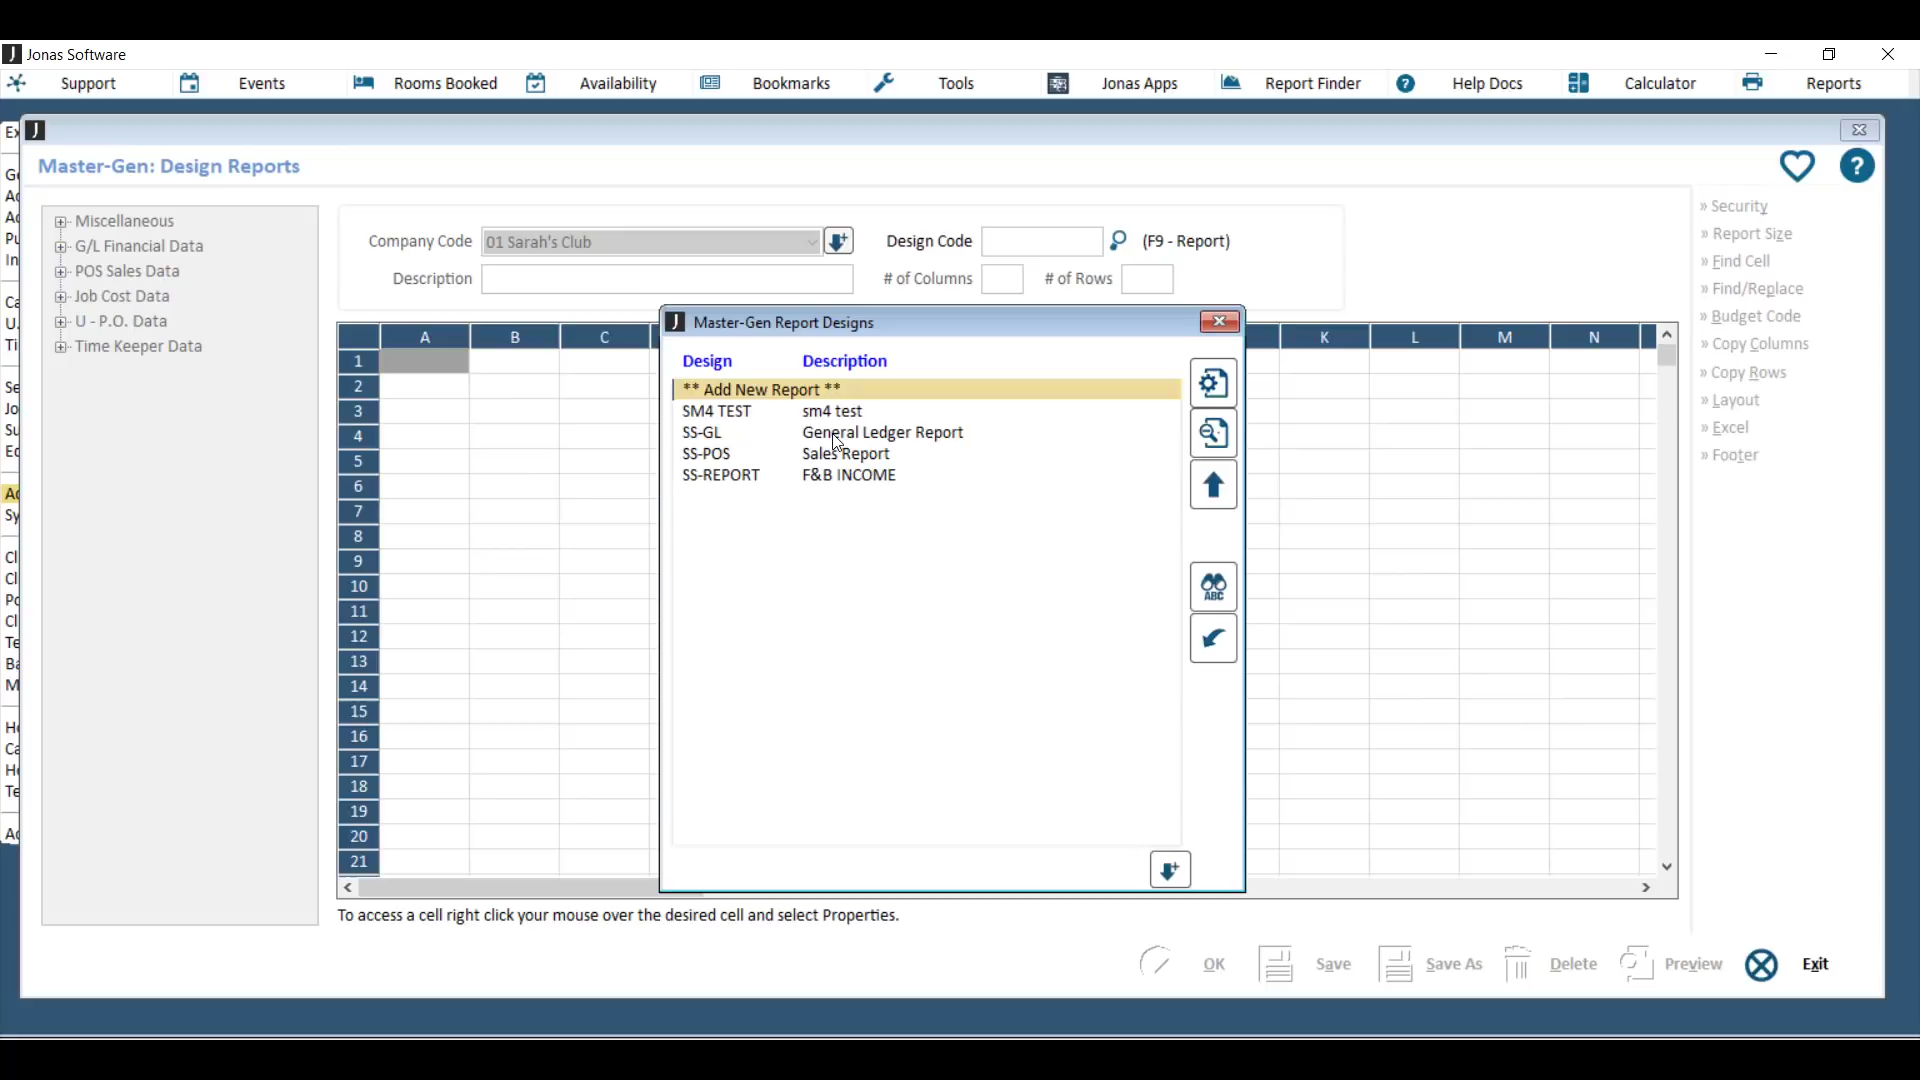 Jonas Software
Support Events Rooms Booked Availability Bookmarks Tools Jonas Apps Report Finder Help Docs Calculator Reports
Master-Gen: Design Reports
Miscellaneous
G/L Financial Data
POS Sales Data
Job Cost Data
U - P.O. Data
Time Keeper Data
Company Code 01 Sarah's Club Design Code (F9 - Report)
Description # of Columns # of Rows
» Security
» Report Size
» Find Cell
» Find/Replace
» Budget Code
» Copy Columns
» Copy Rows
» Layout
» Excel
» Footer
A B C K L M N
1
2
3
4
5
6
7
8
9
10
11
12
13
14
15
16
17
18
19
20
21
Master-Gen Report Designs
Design Description
** Add New Report **
SM4 TEST sm4 test
SS-GL General Ledger Report
SS-POS Sales Report
SS-REPORT F&B INCOME
ABC
To access a cell right click your mouse over the desired cell and select Properties.
OK Save Save As Delete Preview Exit